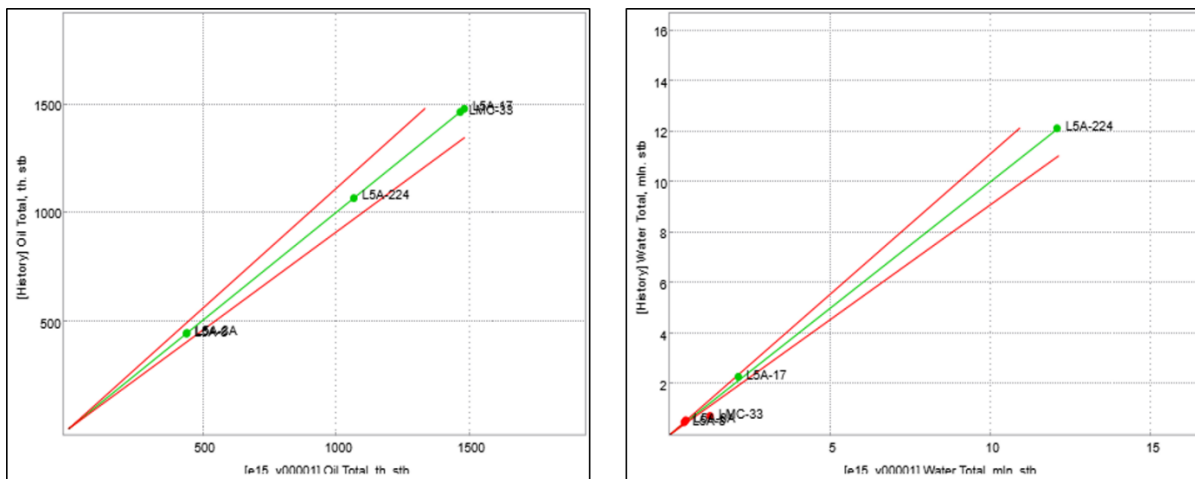 [History] Oil Total, th. stb
1500
1000
500
L5A-17
LMC-33
L5A-224
500
1000
1500
[e15_v00001] Oil Total, th. stb
[History] Water Total, mln. stb
16
14
12
10
8
6
4
2
L5A-224
L5A-17
LMC-33
5
10
15
[e15_v00001] Water Total, mln. stb